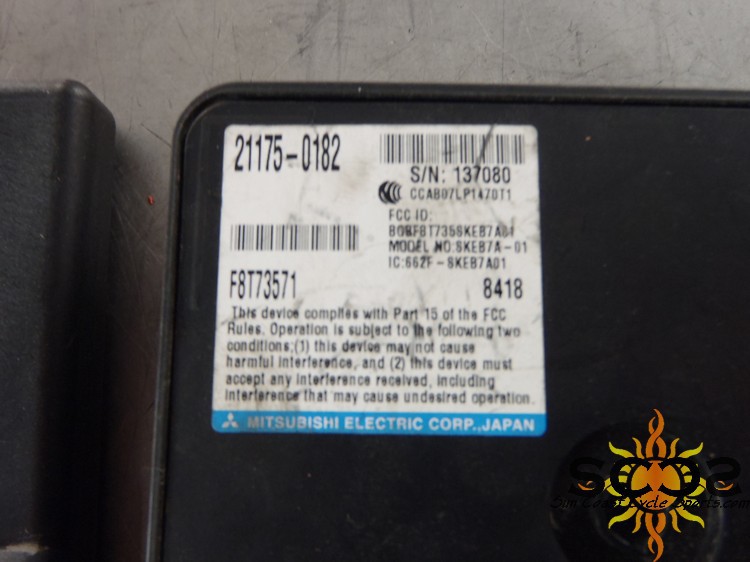 21175-0182
S/N: 137080
CCAB07LP1470T1
FCC ID:
MODEL NO.SKEB7A-01
IC:662F-SKEB7A01
F8T73571
8418
This device complies with Part 15 of the FCC
Rules. Operation is subject to the following two
conditions;(1) this device may not cause
harmful interference, and (2) this device must
accept any interference received, including
interference that may cause undesired operation.
MITSUBISHI ELECTRIC CORP.,JAPAN